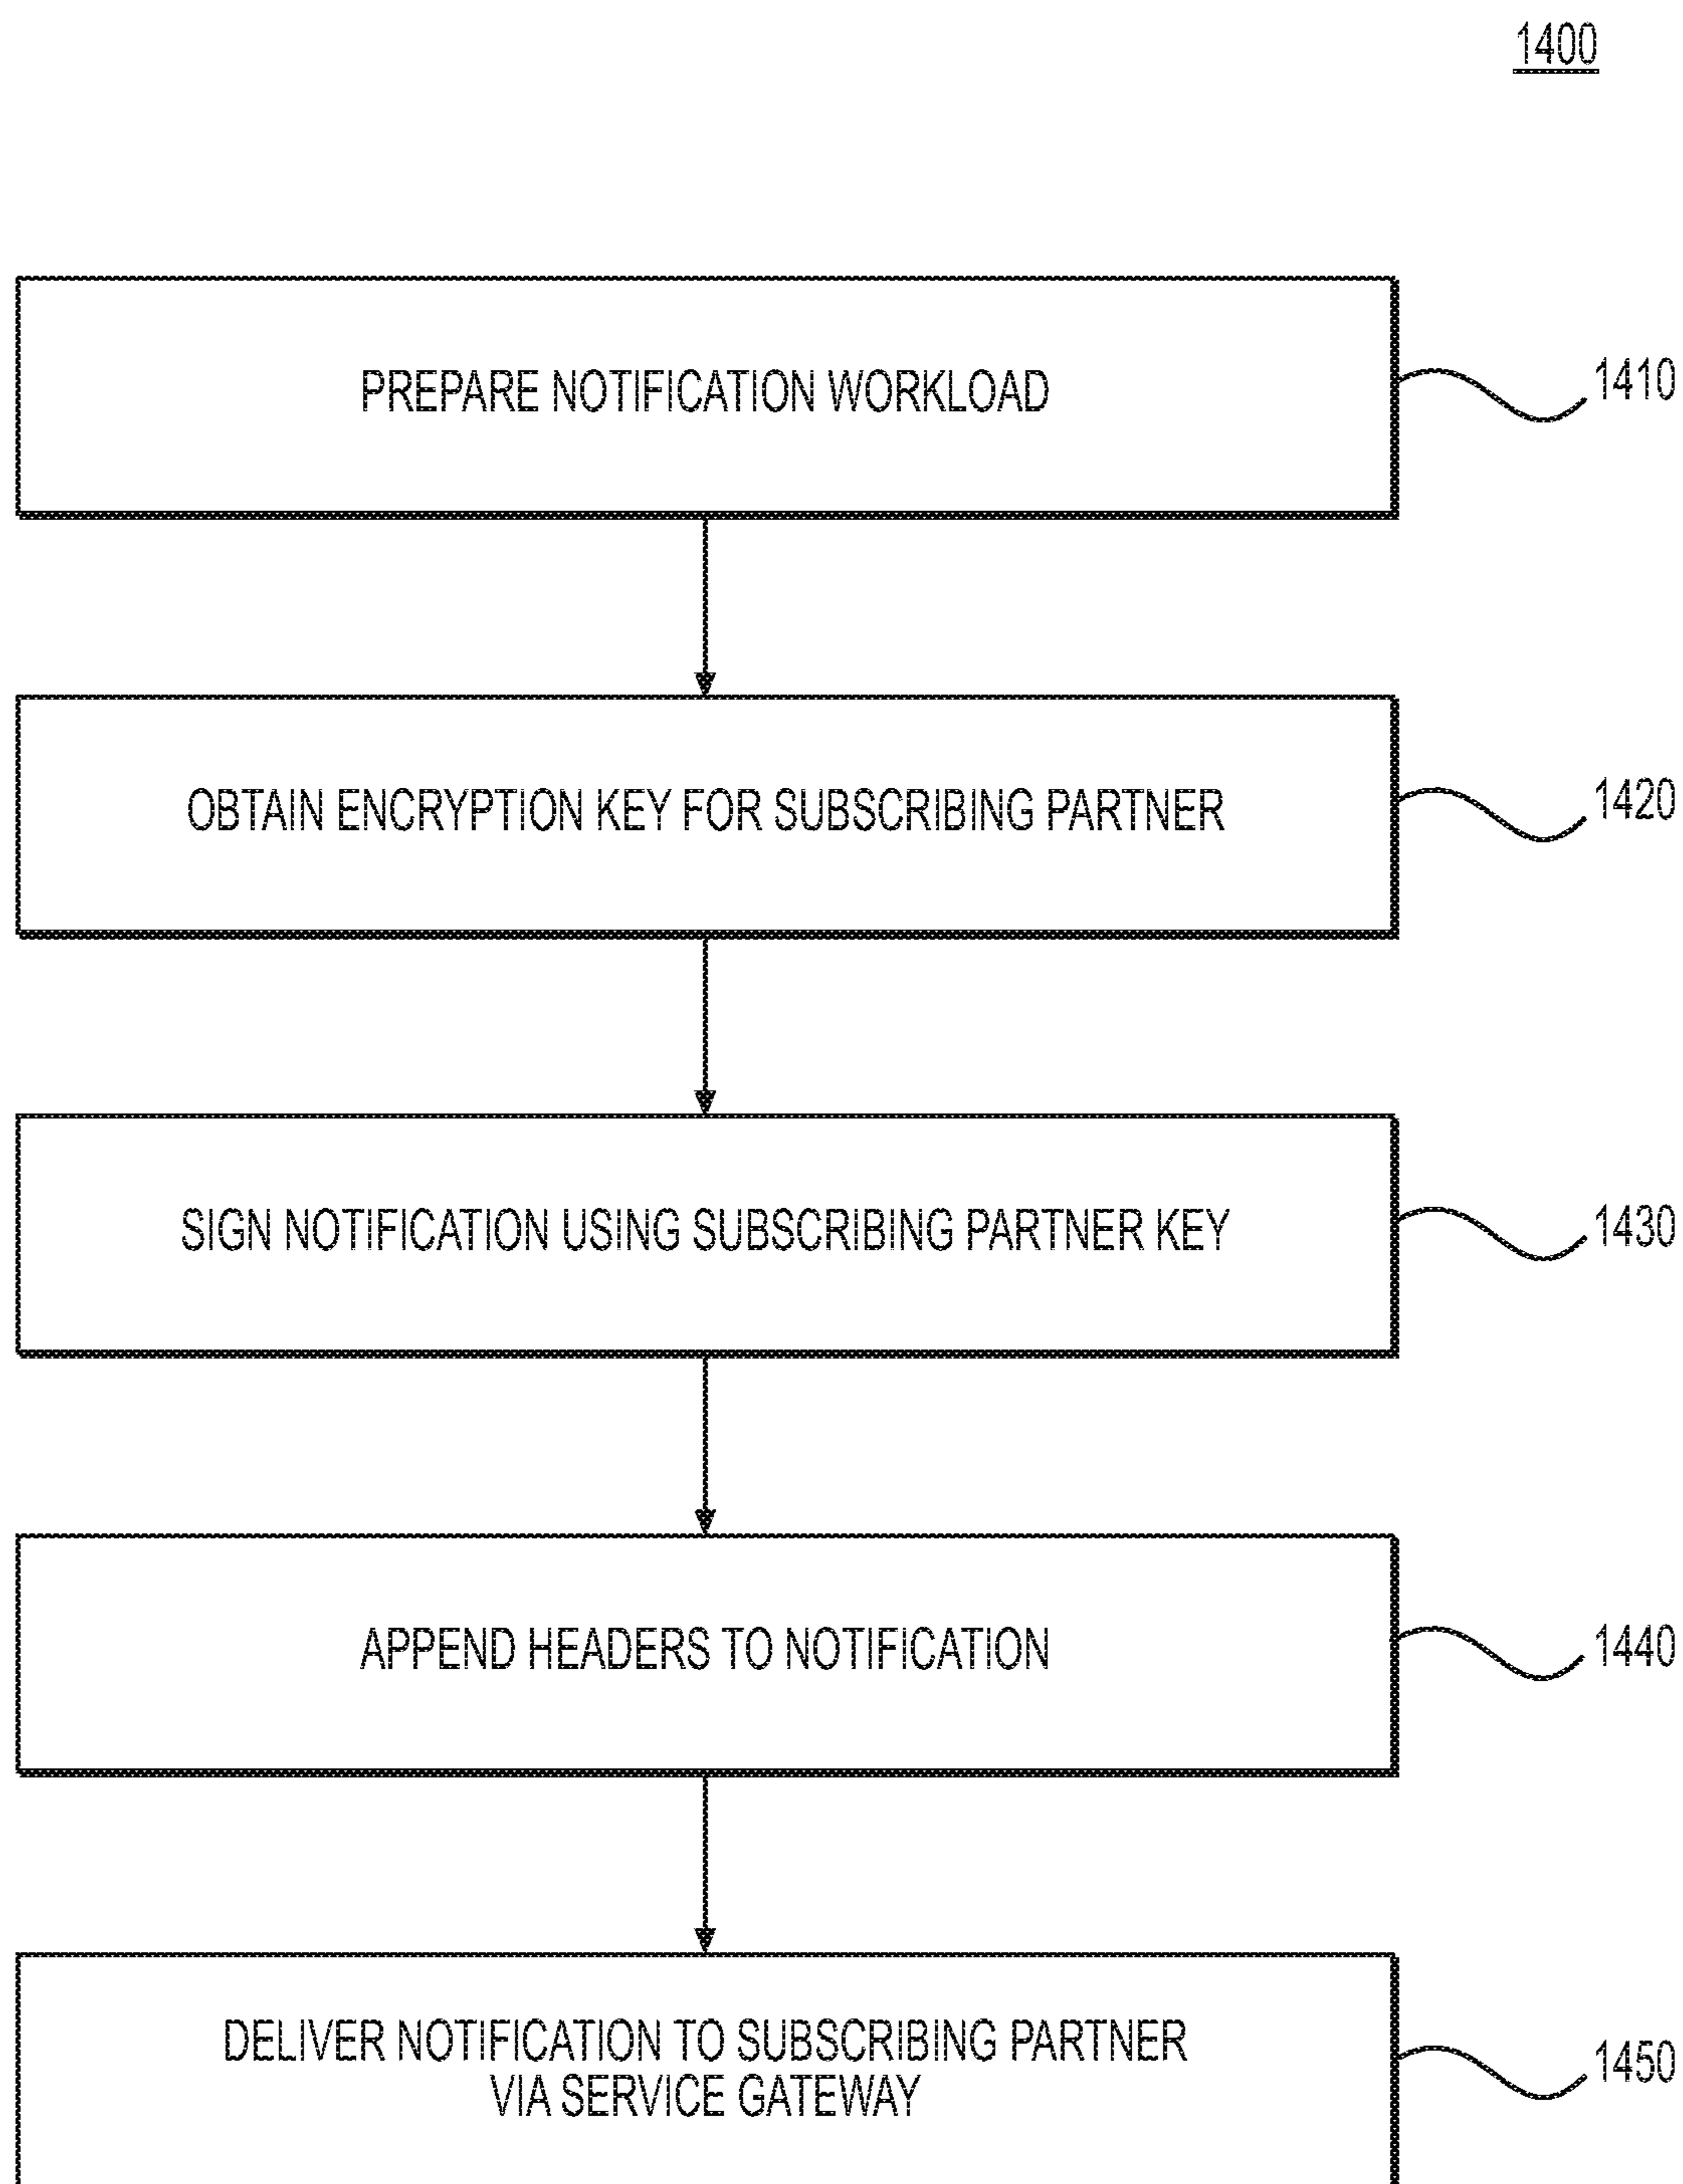 1400
PREPARE NOTIFICATION WORKLOAD
1410
OBTAIN ENCRYPTION KEY FOR SUBSCRIBING PARTNER
1420
SIGN NOTIFICATION USING SUBSCRIBING PARTNER KEY
1430
APPEND HEADERS TO NOTIFICATION
1440
DELIVER NOTIFICATION TO SUBSCRIBING PARTNER
VIA SERVICE GATEWAY
1450